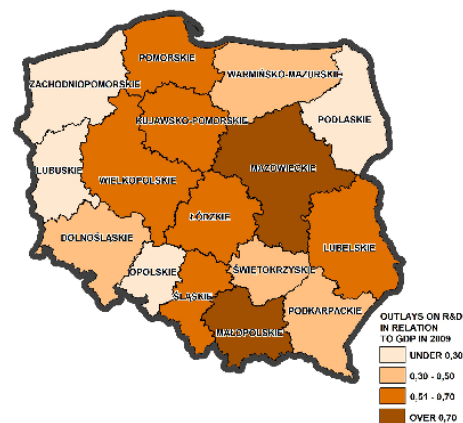 POMORSKIE
WARMIŃSKO-MAZURSKIE
ZACHODNIOPOMORSKIE
PODLASKIE
KUJAWSKO-POMORSKIE
MAZOWIECKIE
LUBUSKIE
WIELKOPOLSKIE
ŁÓDZKIE
DOLNOŚLASKIE
LUBELSKIE
OPOLSKIE
ŚWIETOKRZYSKIE
ŚLĄSKIE
PODKARPACKIE
MAŁOPOLSKIE
OUTLAYS ON R&D
IN RELATION
TO GDP IN 2009
UNDER 0,30
0,30 - 0,50
0,51 - 0,70
OVER 0,70